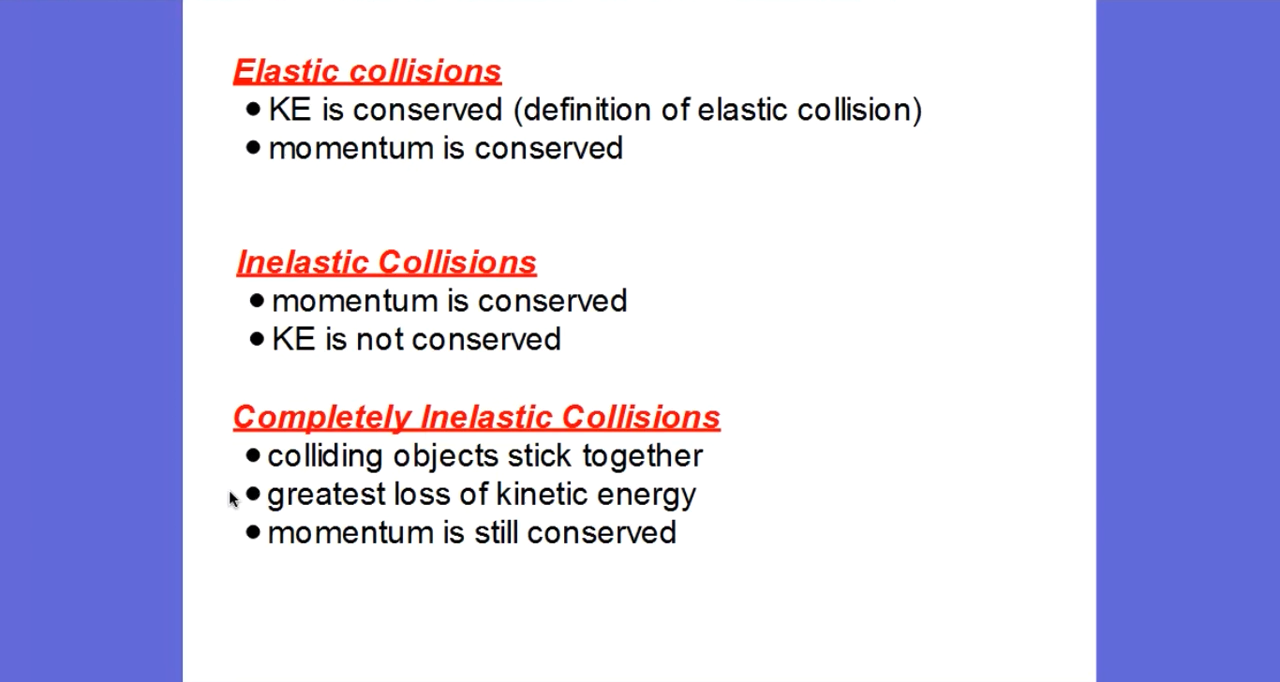 Elastic collisions
● KE is conserved (definition of elastic collision)
● momentum is conserved
Inelastic Collisions
● momentum is conserved
● KE is not conserved
Completely Inelastic Collisions
● colliding objects stick together
● greatest loss of kinetic energy
● momentum is still conserved